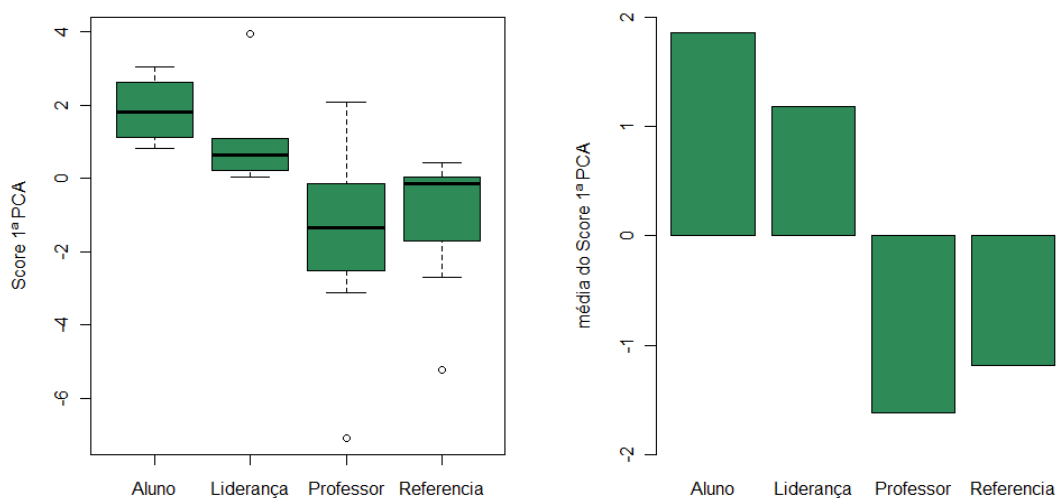 Score 1ª PCA
4
2
0
-2
-4
-6
Aluno Liderança Professor Referencia
média do Score 1ª PCA
2
1
0
-1
-2
Aluno Liderança Professor Referencia